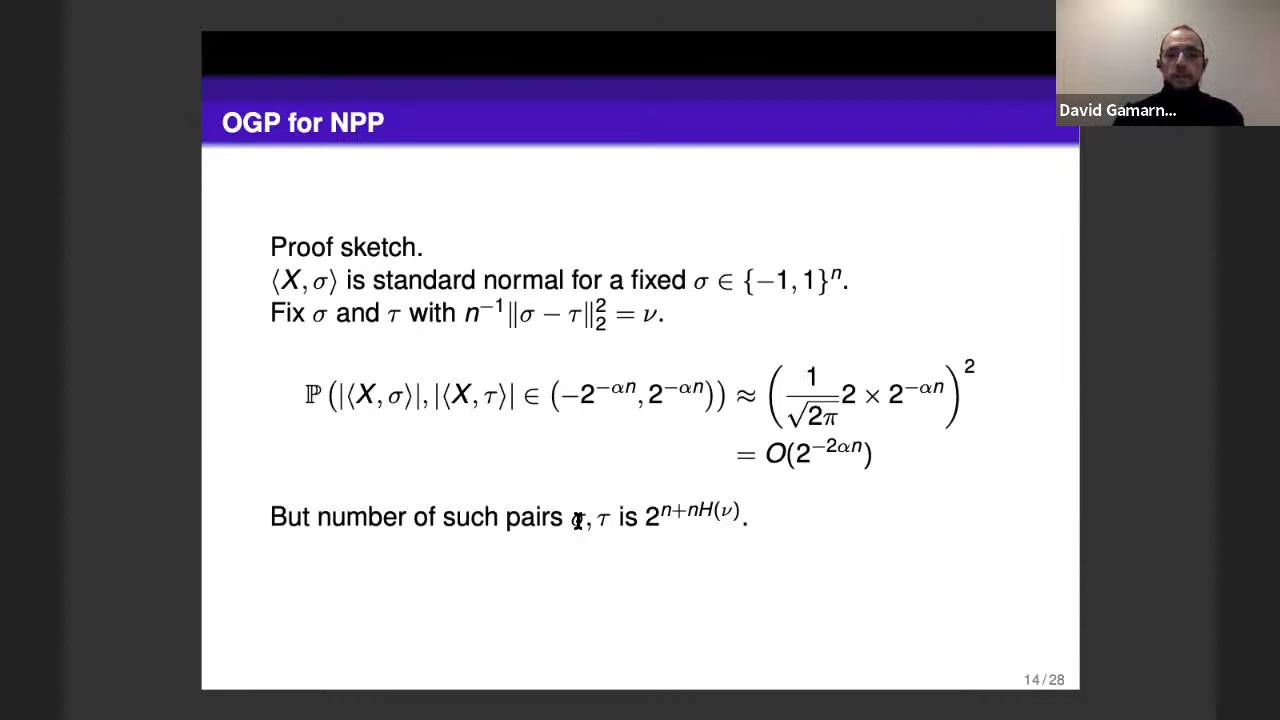 David Gamarn...
OGP for NPP
Proof sketch.
⟨X, σ⟩ is standard normal for a fixed σ ∈ {−1, 1}ⁿ.
Fix σ and τ with n⁻¹‖σ − τ‖₂² = ν.
ℙ (|⟨X, σ⟩|, |⟨X, τ⟩| ∈ (−2^{−αn}, 2^{−αn})) ≈ (1/√2π 2 × 2^{−αn})²
= O(2^{−2αn})
But number of such pairs σ, τ is 2^{n+nH(ν)}.
14 / 28